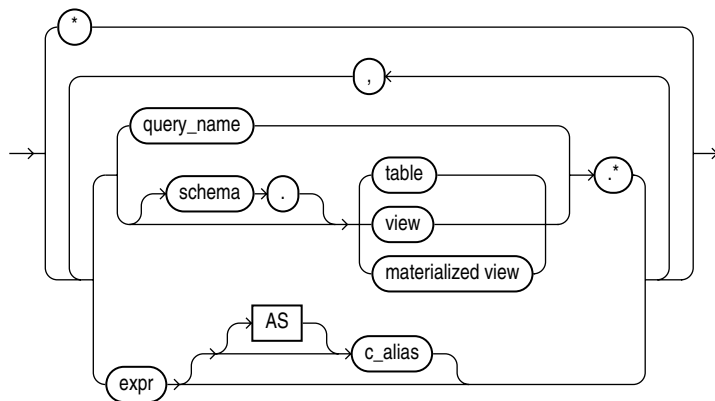 *
,
query_name
.*
schema .
table
view
materialized view
AS
c_alias
expr